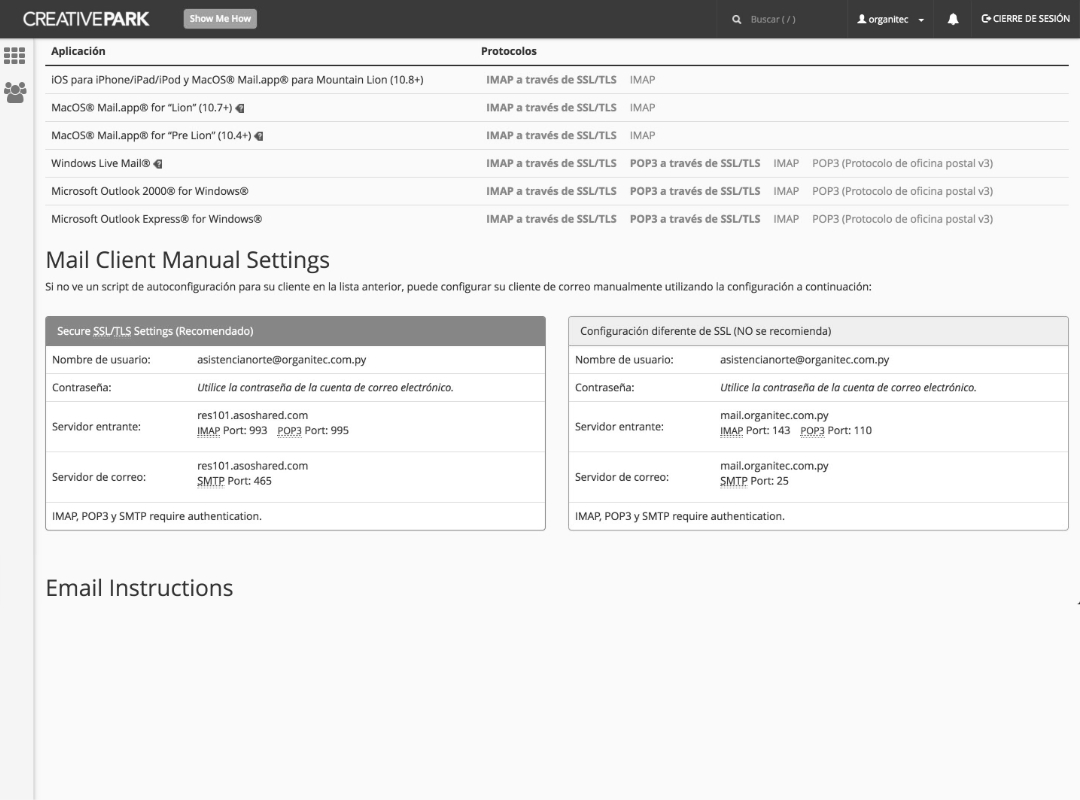 CREATIVEPARK Show Me How Buscar ( / ) organitec CIERRE DE SESIÓN
Aplicación Protocolos
iOS para iPhone/iPad/iPod y MacOS® Mail.app® para Mountain Lion (10.8+) IMAP a través de SSL/TLS IMAP
MacOS® Mail.app® for “Lion” (10.7+) IMAP a través de SSL/TLS IMAP
MacOS® Mail.app® for “Pre Lion” (10.4+) IMAP a través de SSL/TLS IMAP
Windows Live Mail® IMAP a través de SSL/TLS POP3 a través de SSL/TLS IMAP POP3 (Protocolo de oficina postal v3)
Microsoft Outlook 2000® for Windows® IMAP a través de SSL/TLS POP3 a través de SSL/TLS IMAP POP3 (Protocolo de oficina postal v3)
Microsoft Outlook Express® for Windows® IMAP a través de SSL/TLS POP3 a través de SSL/TLS IMAP POP3 (Protocolo de oficina postal v3)
Mail Client Manual Settings
Si no ve un script de autoconfiguración para su cliente en la lista anterior, puede configurar su cliente de correo manualmente utilizando la configuración a continuación:
Secure SSL/TLS Settings (Recomendado)
Nombre de usuario: asistencianorte@organitec.com.py
Contraseña: Utilice la contraseña de la cuenta de correo electrónico.
Servidor entrante: res101.asoshared.com
IMAP Port: 993 POP3 Port: 995
Servidor de correo: res101.asoshared.com
SMTP Port: 465
IMAP, POP3 y SMTP require authentication.
Configuración diferente de SSL (NO se recomienda)
Nombre de usuario: asistencianorte@organitec.com.py
Contraseña: Utilice la contraseña de la cuenta de correo electrónico.
Servidor entrante: mail.organitec.com.py
IMAP Port: 143 POP3 Port: 110
Servidor de correo: mail.organitec.com.py
SMTP Port: 25
IMAP, POP3 y SMTP require authentication.
Email Instructions